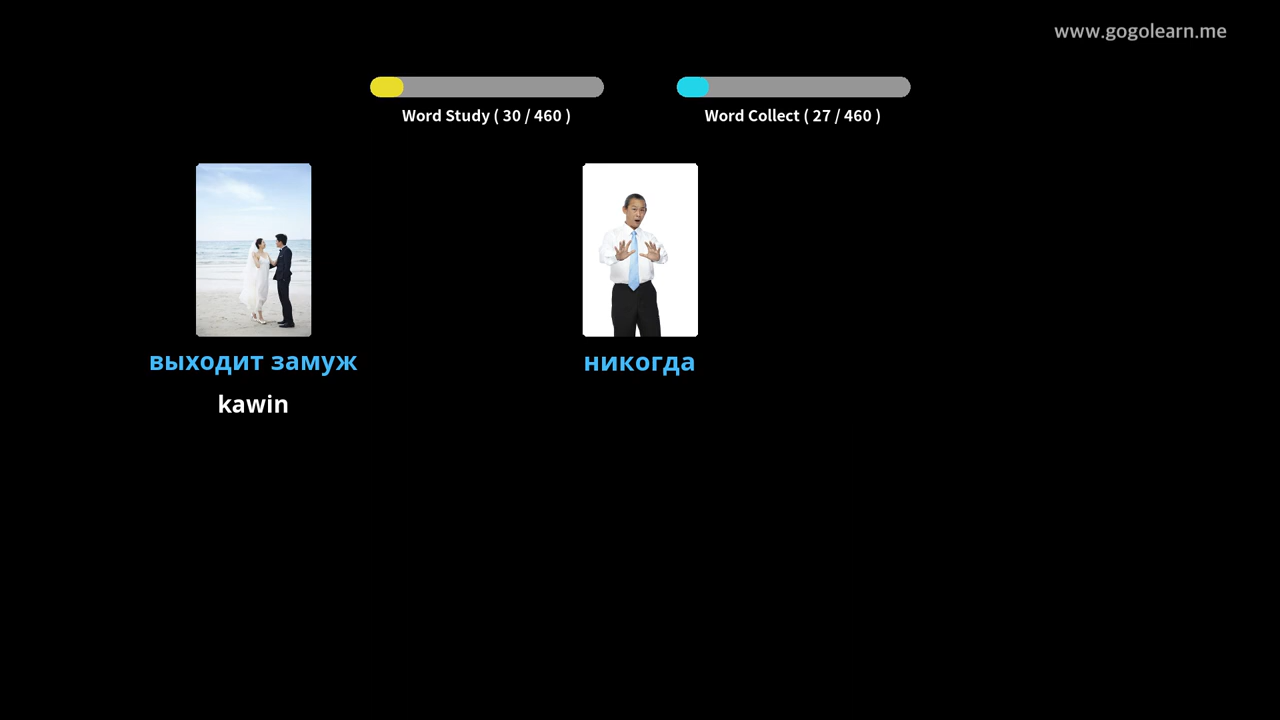 www.gogolearn.me
Word Study ( 30 / 460 )
Word Collect ( 27 / 460 )
выходит замуж
никогда
kawin